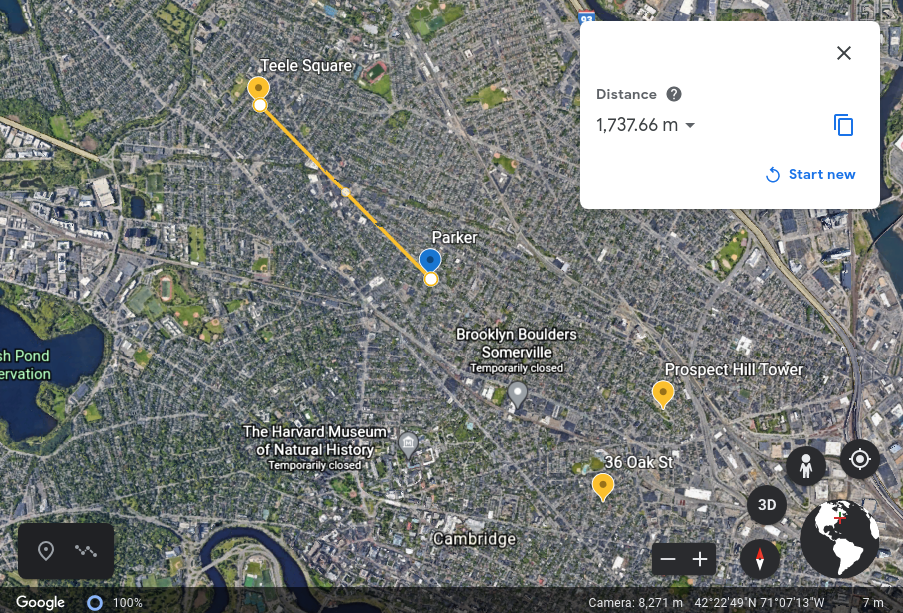 93
Teele Square
Distance
1,737.66 m
Start new
Parker
Brooklyn Boulders
Somerville
Temporarily closed
sh Pond
ervation
Prospect Hill Tower
The Harvard Museum
of Natural History
Temporarily closed
36 Oak St
3D
Cambridge
Google
100%
Camera: 8,271 m 42°22'49"N 71°07'13"W 7 m